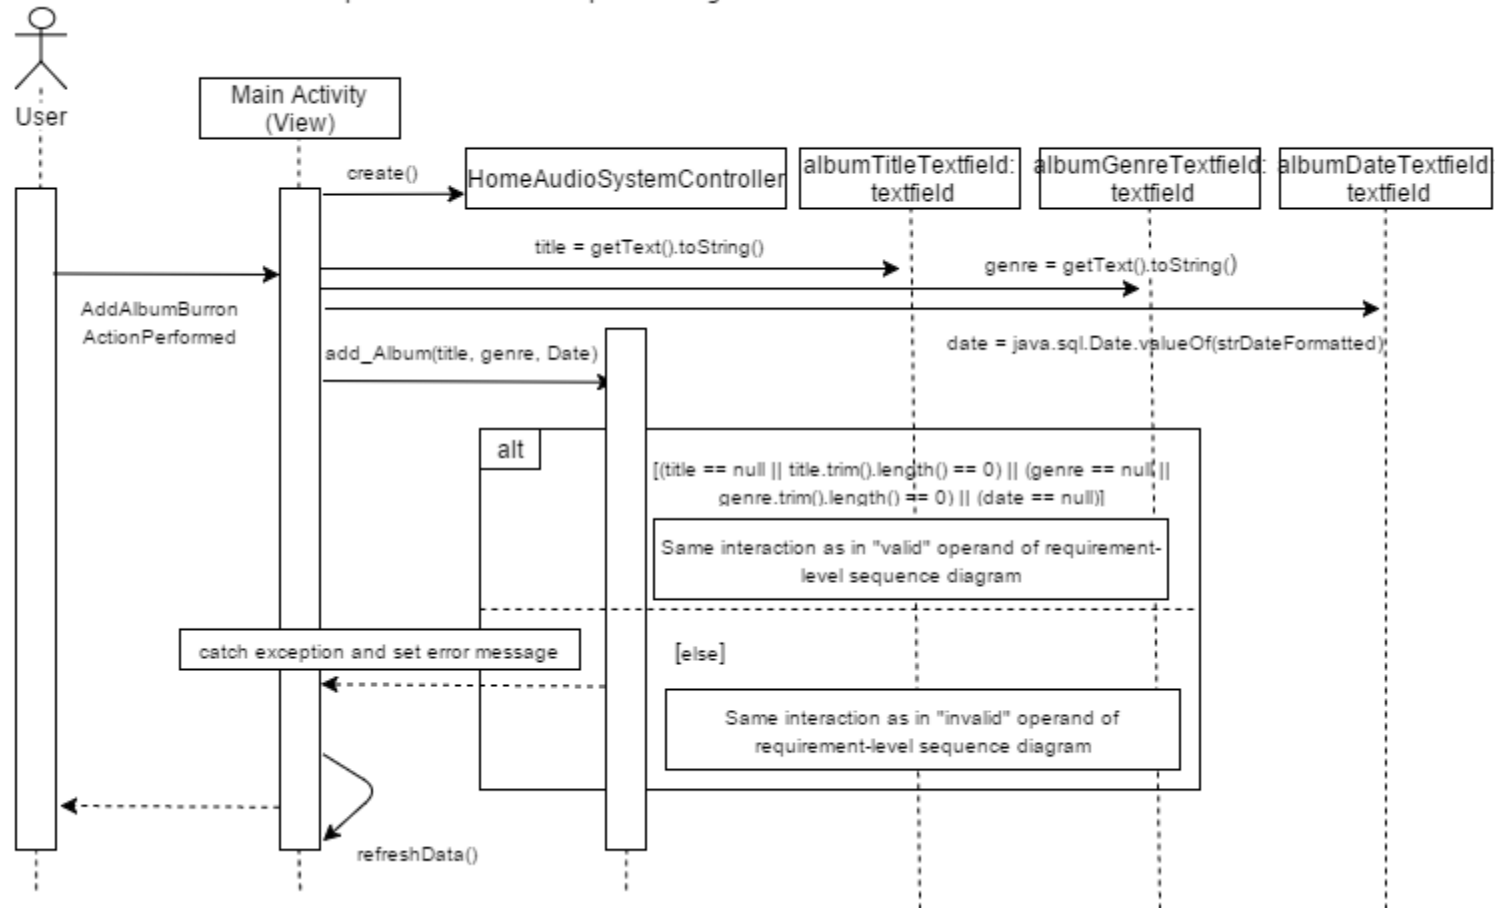 User
Main Activity
(View)
create()
HomeAudioSystemController
albumTitleTextfield:
textfield
albumGenreTextfield:
textfield
albumDateTextfield:
textfield
title = getText().toString()
genre = getText().toString()
AddAlbumBurron
ActionPerformed
date = java.sql.Date.valueOf(strDateFormatted)
add_Album(title, genre, Date)
alt
[(title == null || title.trim().length() == 0) || (genre == null ||
genre.trim().length() == 0) || (date == null)]
Same interaction as in "valid" operand of requirement-
level sequence diagram
catch exception and set error message
[else]
Same interaction as in "invalid" operand of
requirement-level sequence diagram
refreshData()